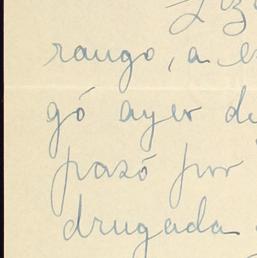 rango, a
gó ayer
pasó por
drugada